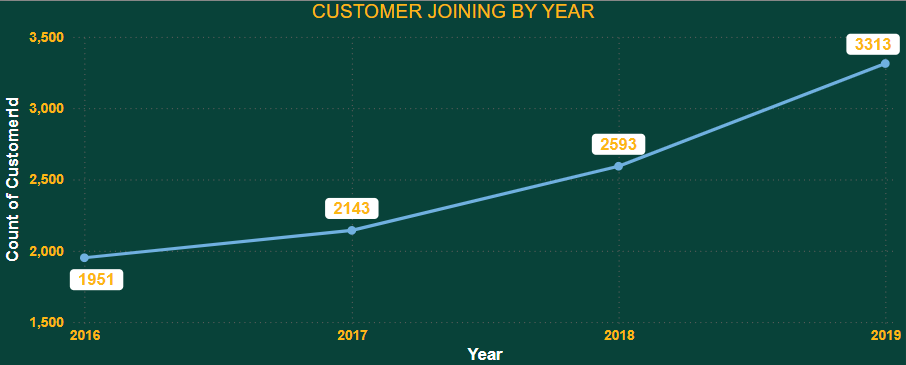 CUSTOMER JOINING BY YEAR
3,500
3313
3,000
2593
2,500
2143
2,000
1951
1,500
2016 2017 2018 2019
Year
Count of CustomerId